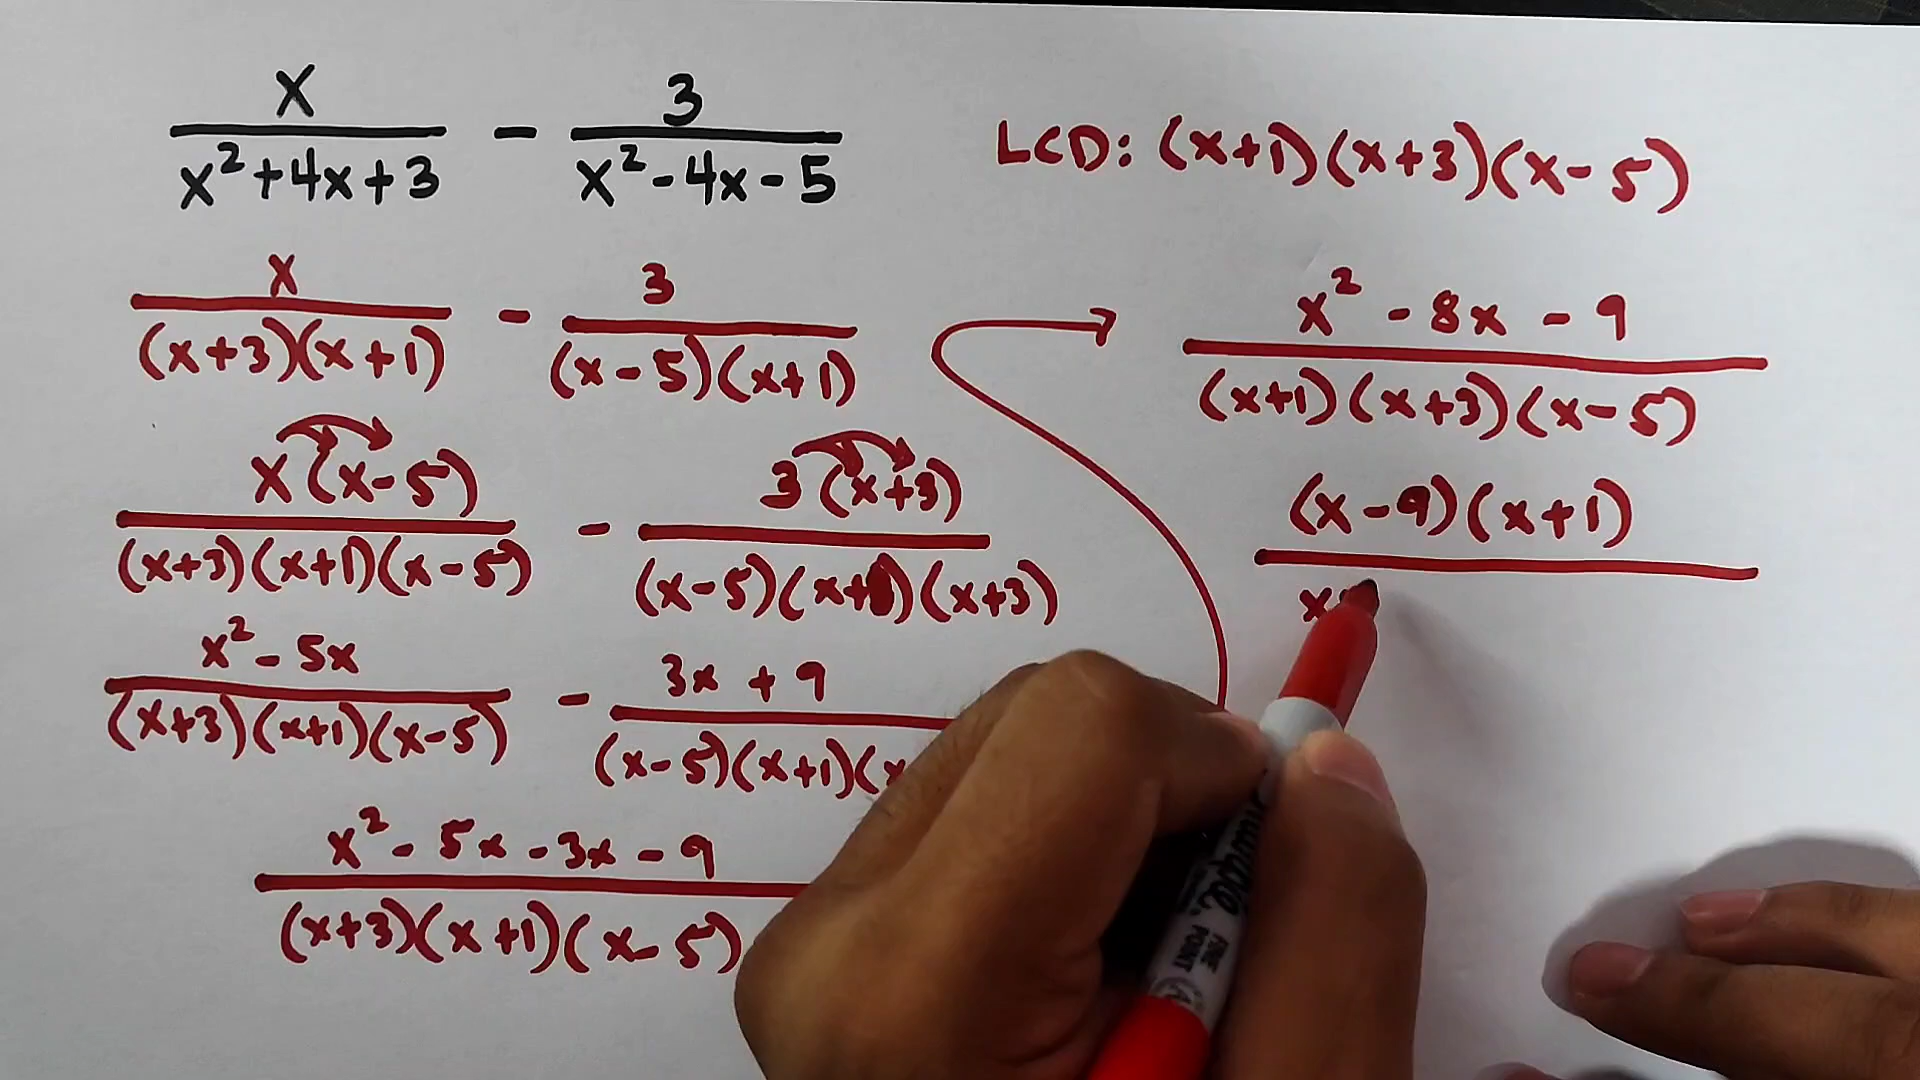 x / x² + 4x + 3 - 3 / x² - 4x - 5
x / (x+3)(x+1) - 3 / (x-5)(x+1)
x(x-5) / (x+3)(x+1)(x-5) - 3(x+3) / (x-5)(x+1)(x+3)
x² - 5x / (x+3)(x+1)(x-5) - 3x + 9 / (x-5)(x+1)(x
x² - 5x - 3x - 9 / (x+3)(x+1)(x-5)
LCD: (x+1)(x+3)(x-5)
x² - 8x - 9 / (x+1)(x+3)(x-5)
(x-9)(x+1) / x
FINE
POINT